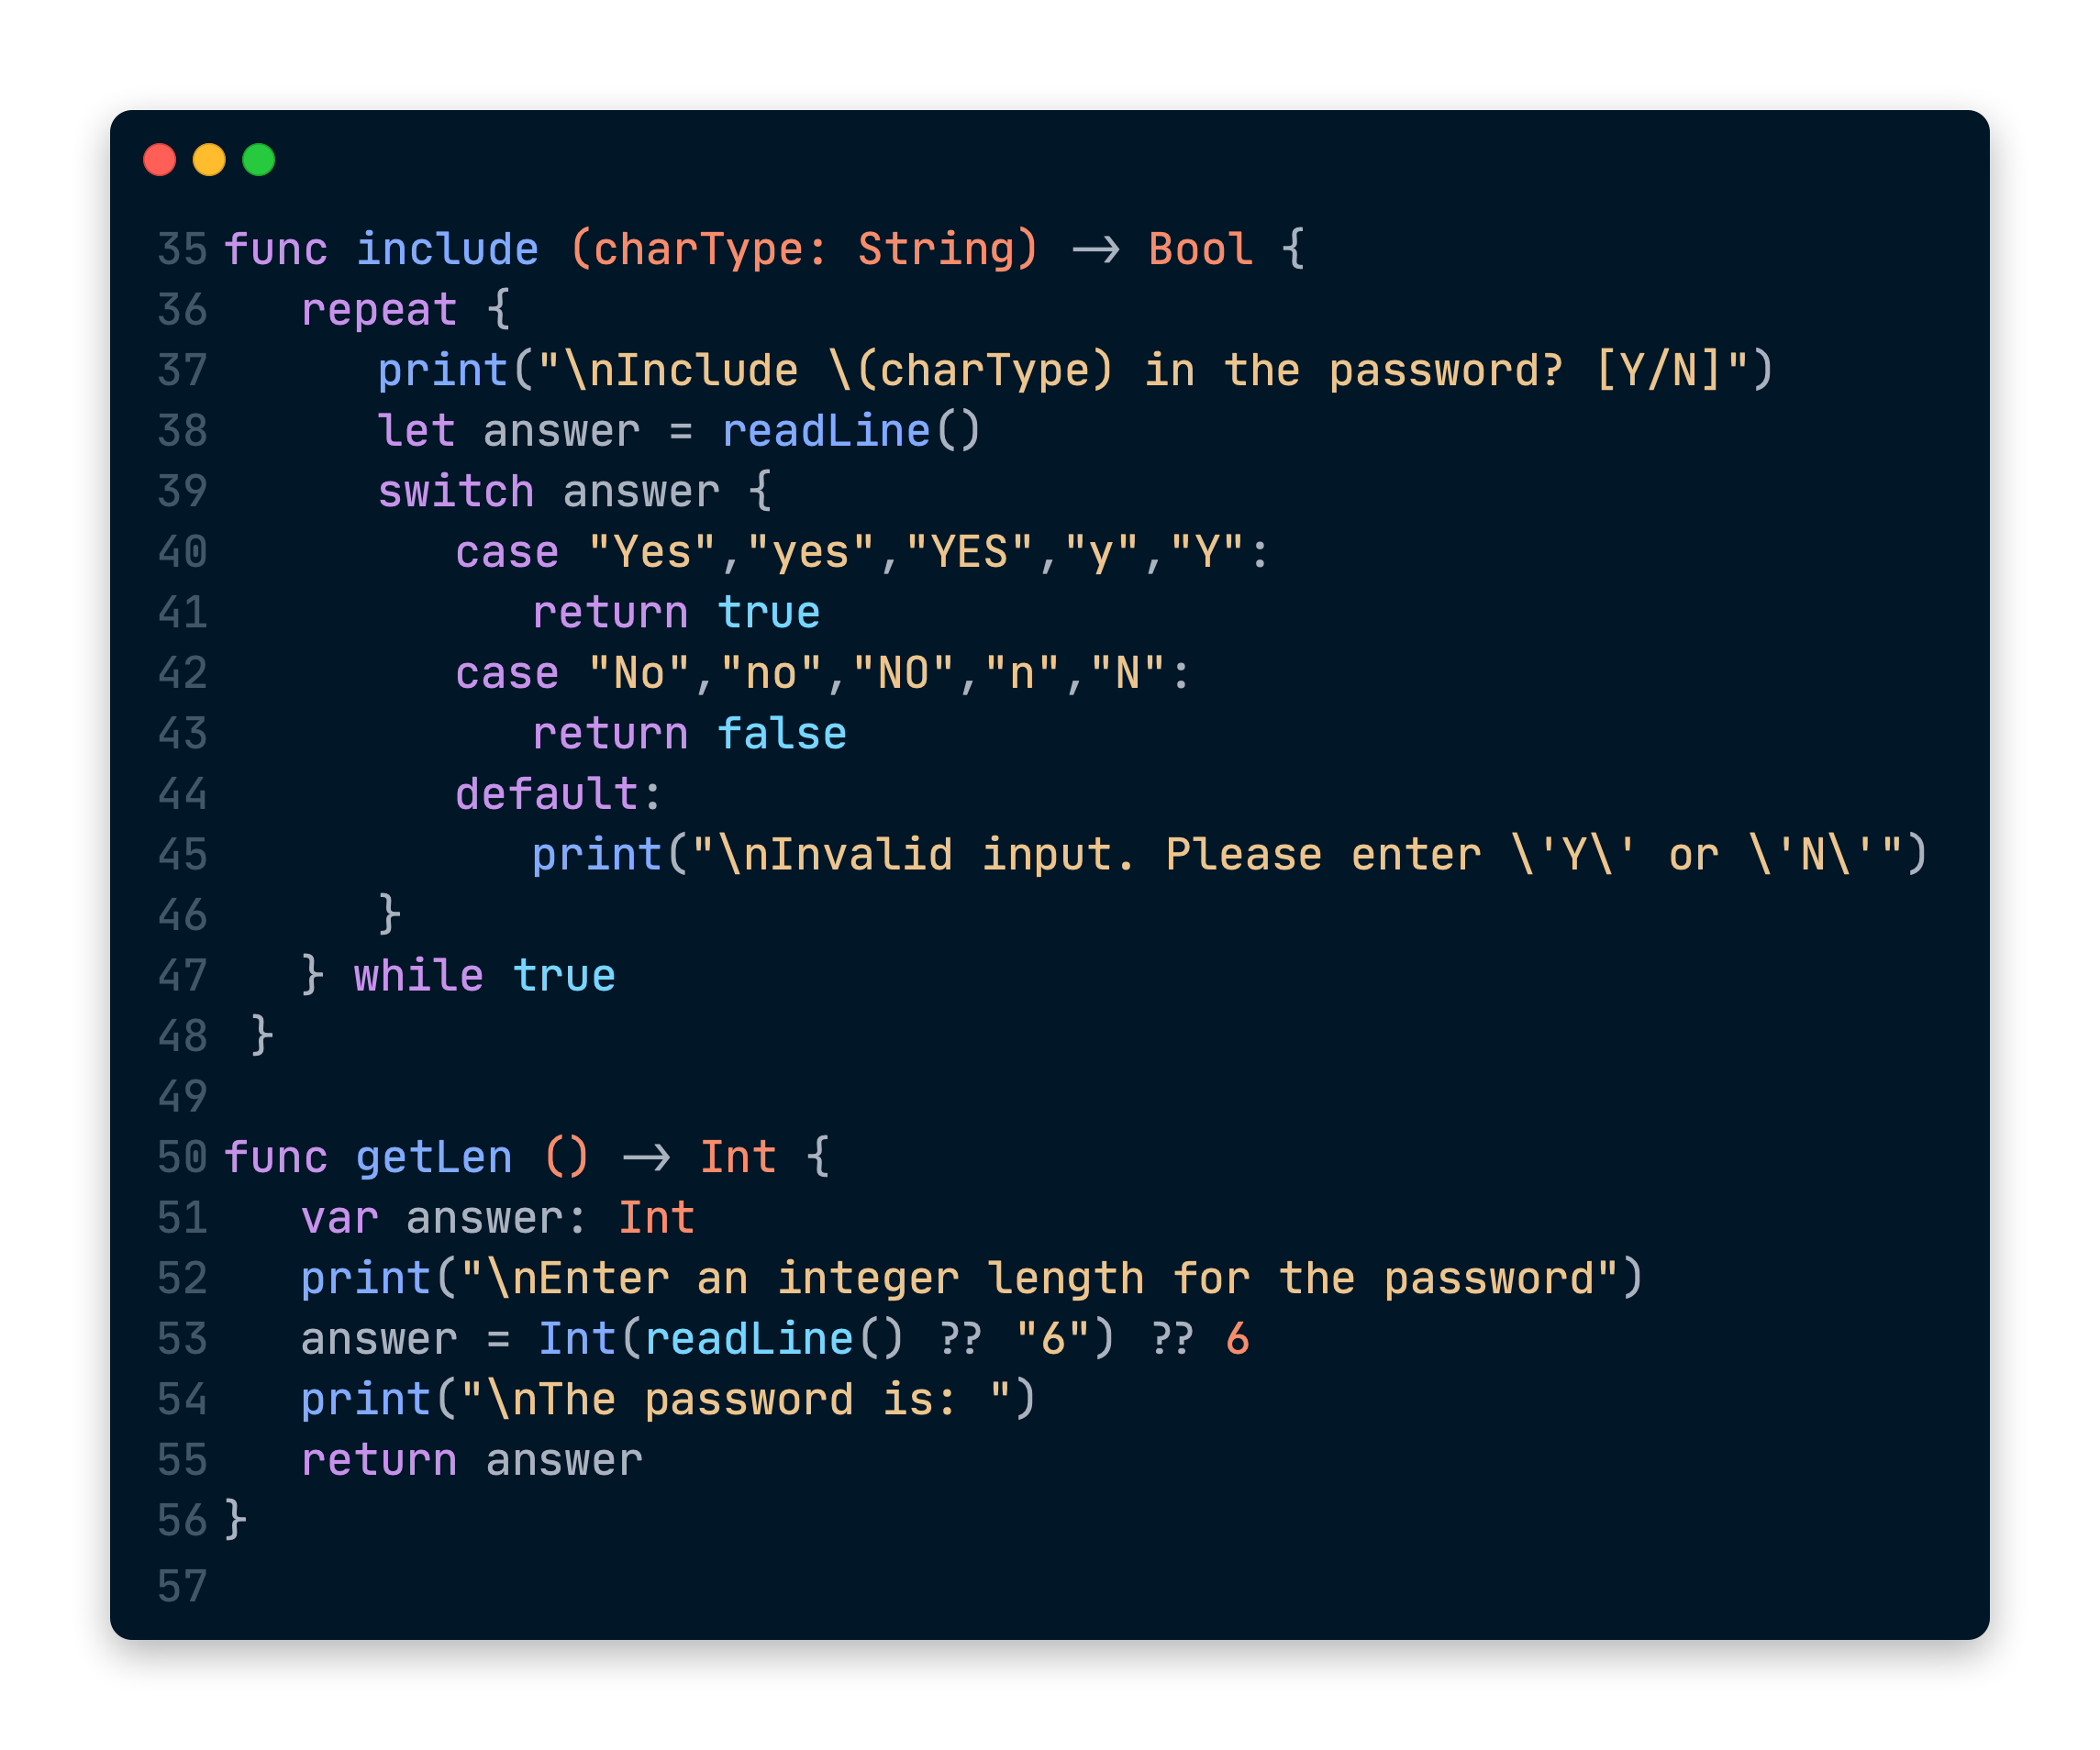 35 func include (charType: String) -> Bool {
36    repeat {
37       print("\nInclude \(charType) in the password? [Y/N]")
38       let answer = readLine()
39       switch answer {
40          case "Yes","yes","YES","y","Y":
41             return true
42          case "No","no","NO","n","N":
43             return false
44          default:
45             print("\nInvalid input. Please enter \'Y\' or \'N\'")
46       }
47    } while true
48  }
49
50 func getLen () -> Int {
51    var answer: Int
52    print("\nEnter an integer length for the password")
53    answer = Int(readLine() ?? "6") ?? 6
54    print("\nThe password is: ")
55    return answer
56 }
57